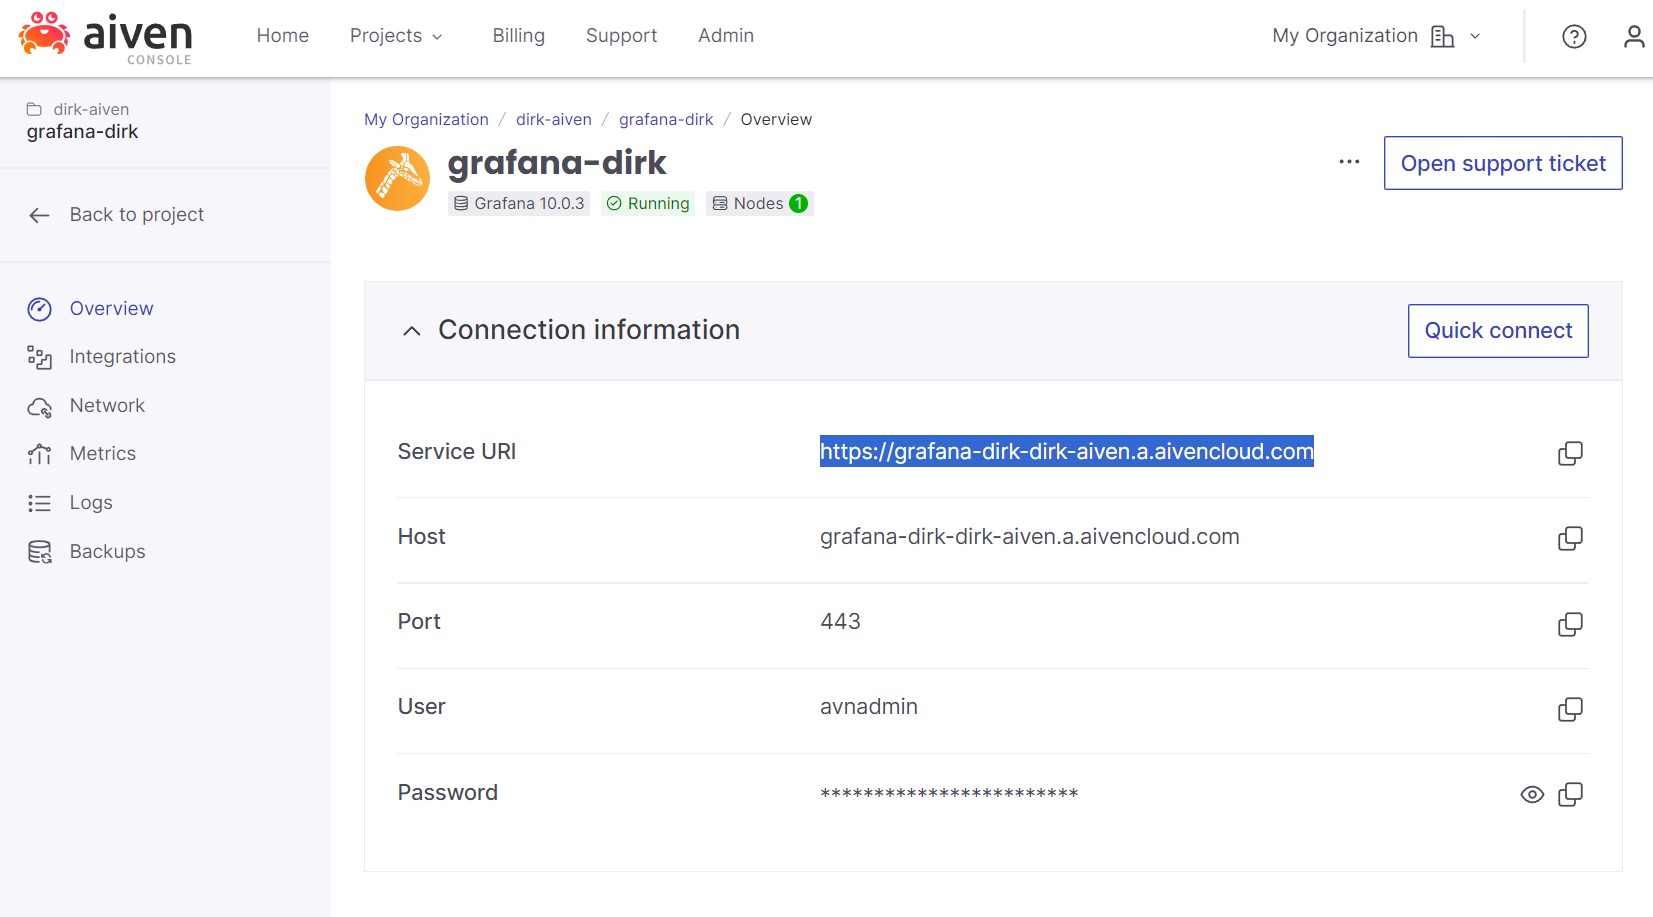 aiven
CONSOLE
Home
Projects
Billing
Support
Admin
My Organization
dirk-aiven
grafana-dirk
Back to project
Overview
Integrations
Network
Metrics
Logs
Backups
My Organization / dirk-aiven / grafana-dirk / Overview
grafana-dirk
Grafana 10.0.3
Running
Nodes 1
Open support ticket
Connection information
Quick connect
Service URI https://grafana-dirk-dirk-aiven.a.aivencloud.com
Host grafana-dirk-dirk-aiven.a.aivencloud.com
Port 443
User avnadmin
Password ************************